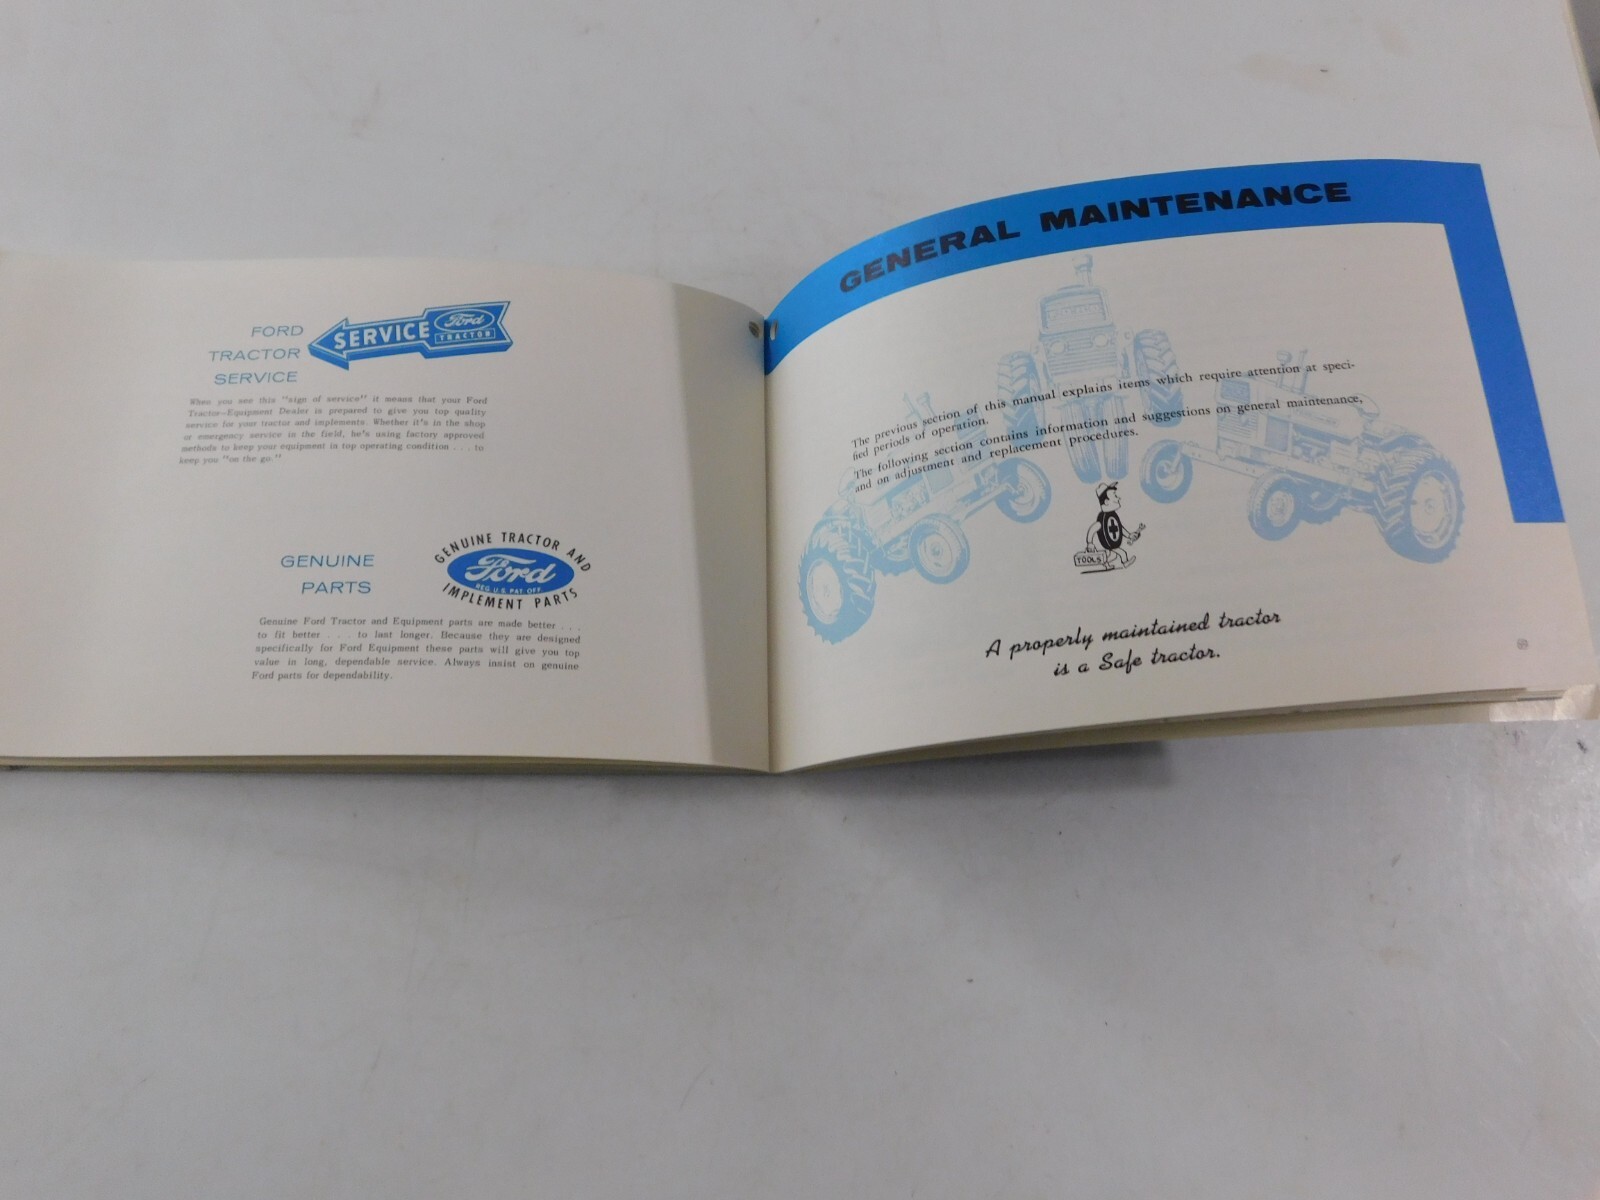 FORD
TRACTOR
SERVICE
SERVICE
Ford
TRACTOR
When you see this "sign of service" it means that your Ford
Tractor-Equipment Dealer is prepared to give you top quality
service for your tractor and implements. Whether it's in the shop
or emergency service in the field, he's using factory approved
methods to keep your equipment in top operating condition . . . to
keep you "on the go."
GENUINE
PARTS
GENUINE TRACTOR AND
Ford
REG. U.S. PAT. OFF.
IMPLEMENT PARTS
Genuine Ford Tractor and Equipment parts are made better . . .
to fit better . . . to last longer. Because they are designed
specifically for Ford Equipment these parts will give you top
value in long, dependable service. Always insist on genuine
Ford parts for dependability.
GENERAL MAINTENANCE
The previous section of this manual explains items which require attention at speci-
fied periods of operation.
The following section contains information and suggestions on general maintenance,
and on adjustment and replacement procedures.
TOOLS
A properly maintained tractor
is a Safe tractor.